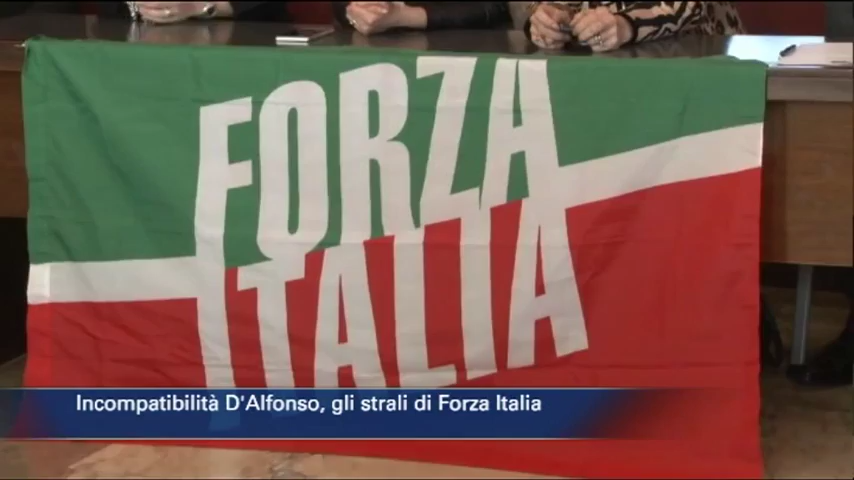 FORZA
ITALIA
Incompatibilità D'Alfonso, gli strali di Forza Italia